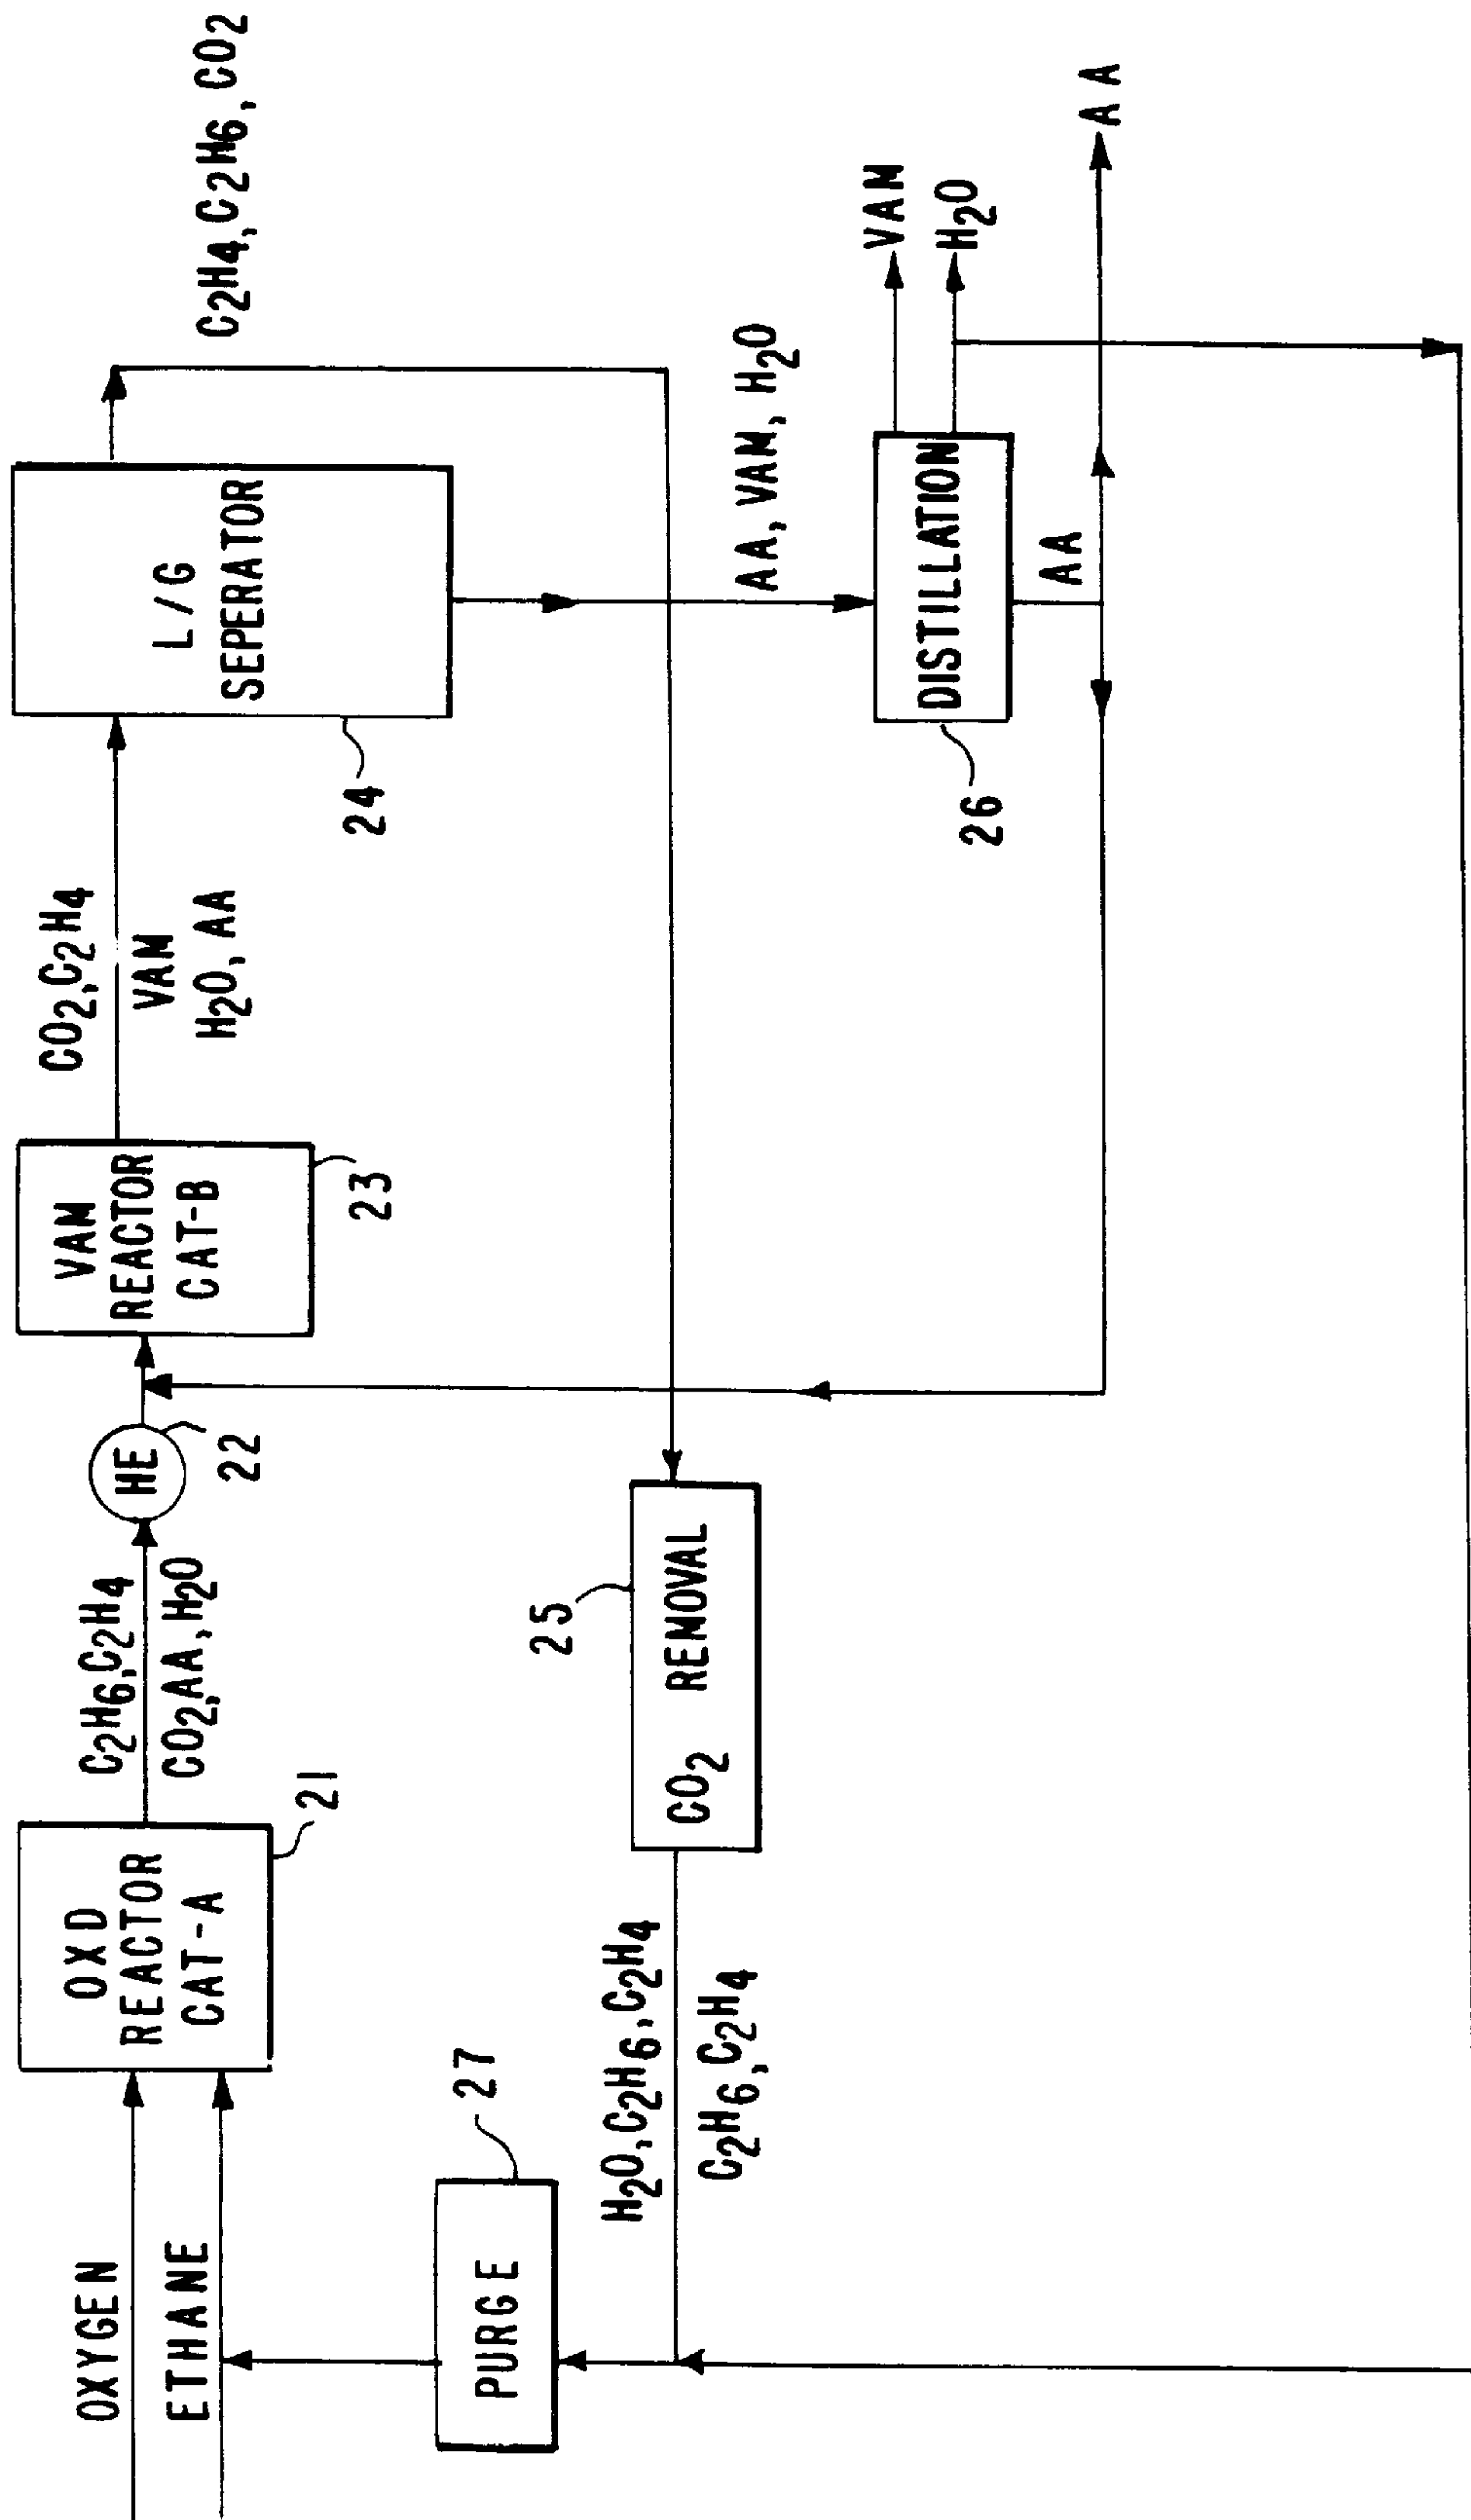 OXYGEN
ETHANE
OXD
REACTOR
CAT-A
21
C2H6,C2H4
CO2,AA,H2O
HE
22
VAM
REACTOR
CAT-B
23
CO2,C2H4
VAM
H2O, AA
L/G
SEPERATOR
24
C2H4,C2H6,CO2
PURGE
27
H2O,C2H6,C2H4
C2H6,C2H4
CO2 REMOVAL
25
AA,VAM,H2O
DISTILLATION
26
VAM
H2O
AA
AA